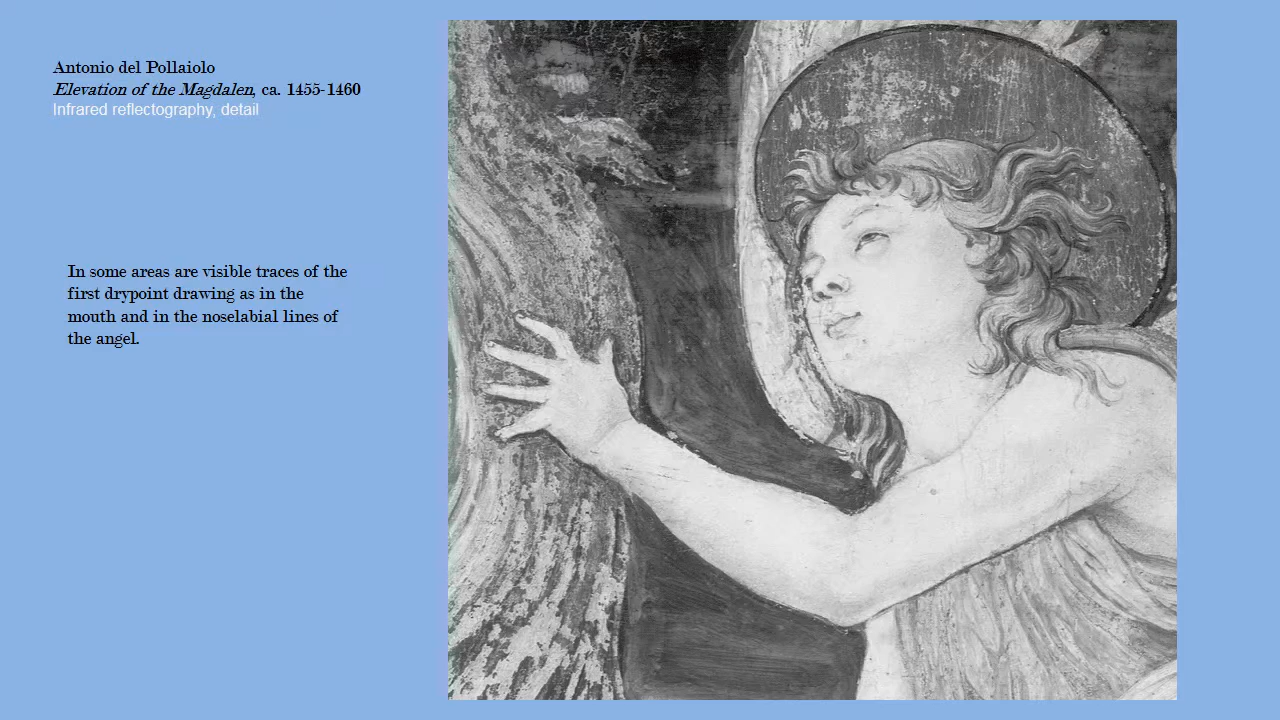 Antonio del Pollaiolo
Elevation of the Magdalen, ca. 1455-1460
Infrared reflectography, detail
In some areas are visible traces of the
first drypoint drawing as in the
mouth and in the noselabial lines of
the angel.